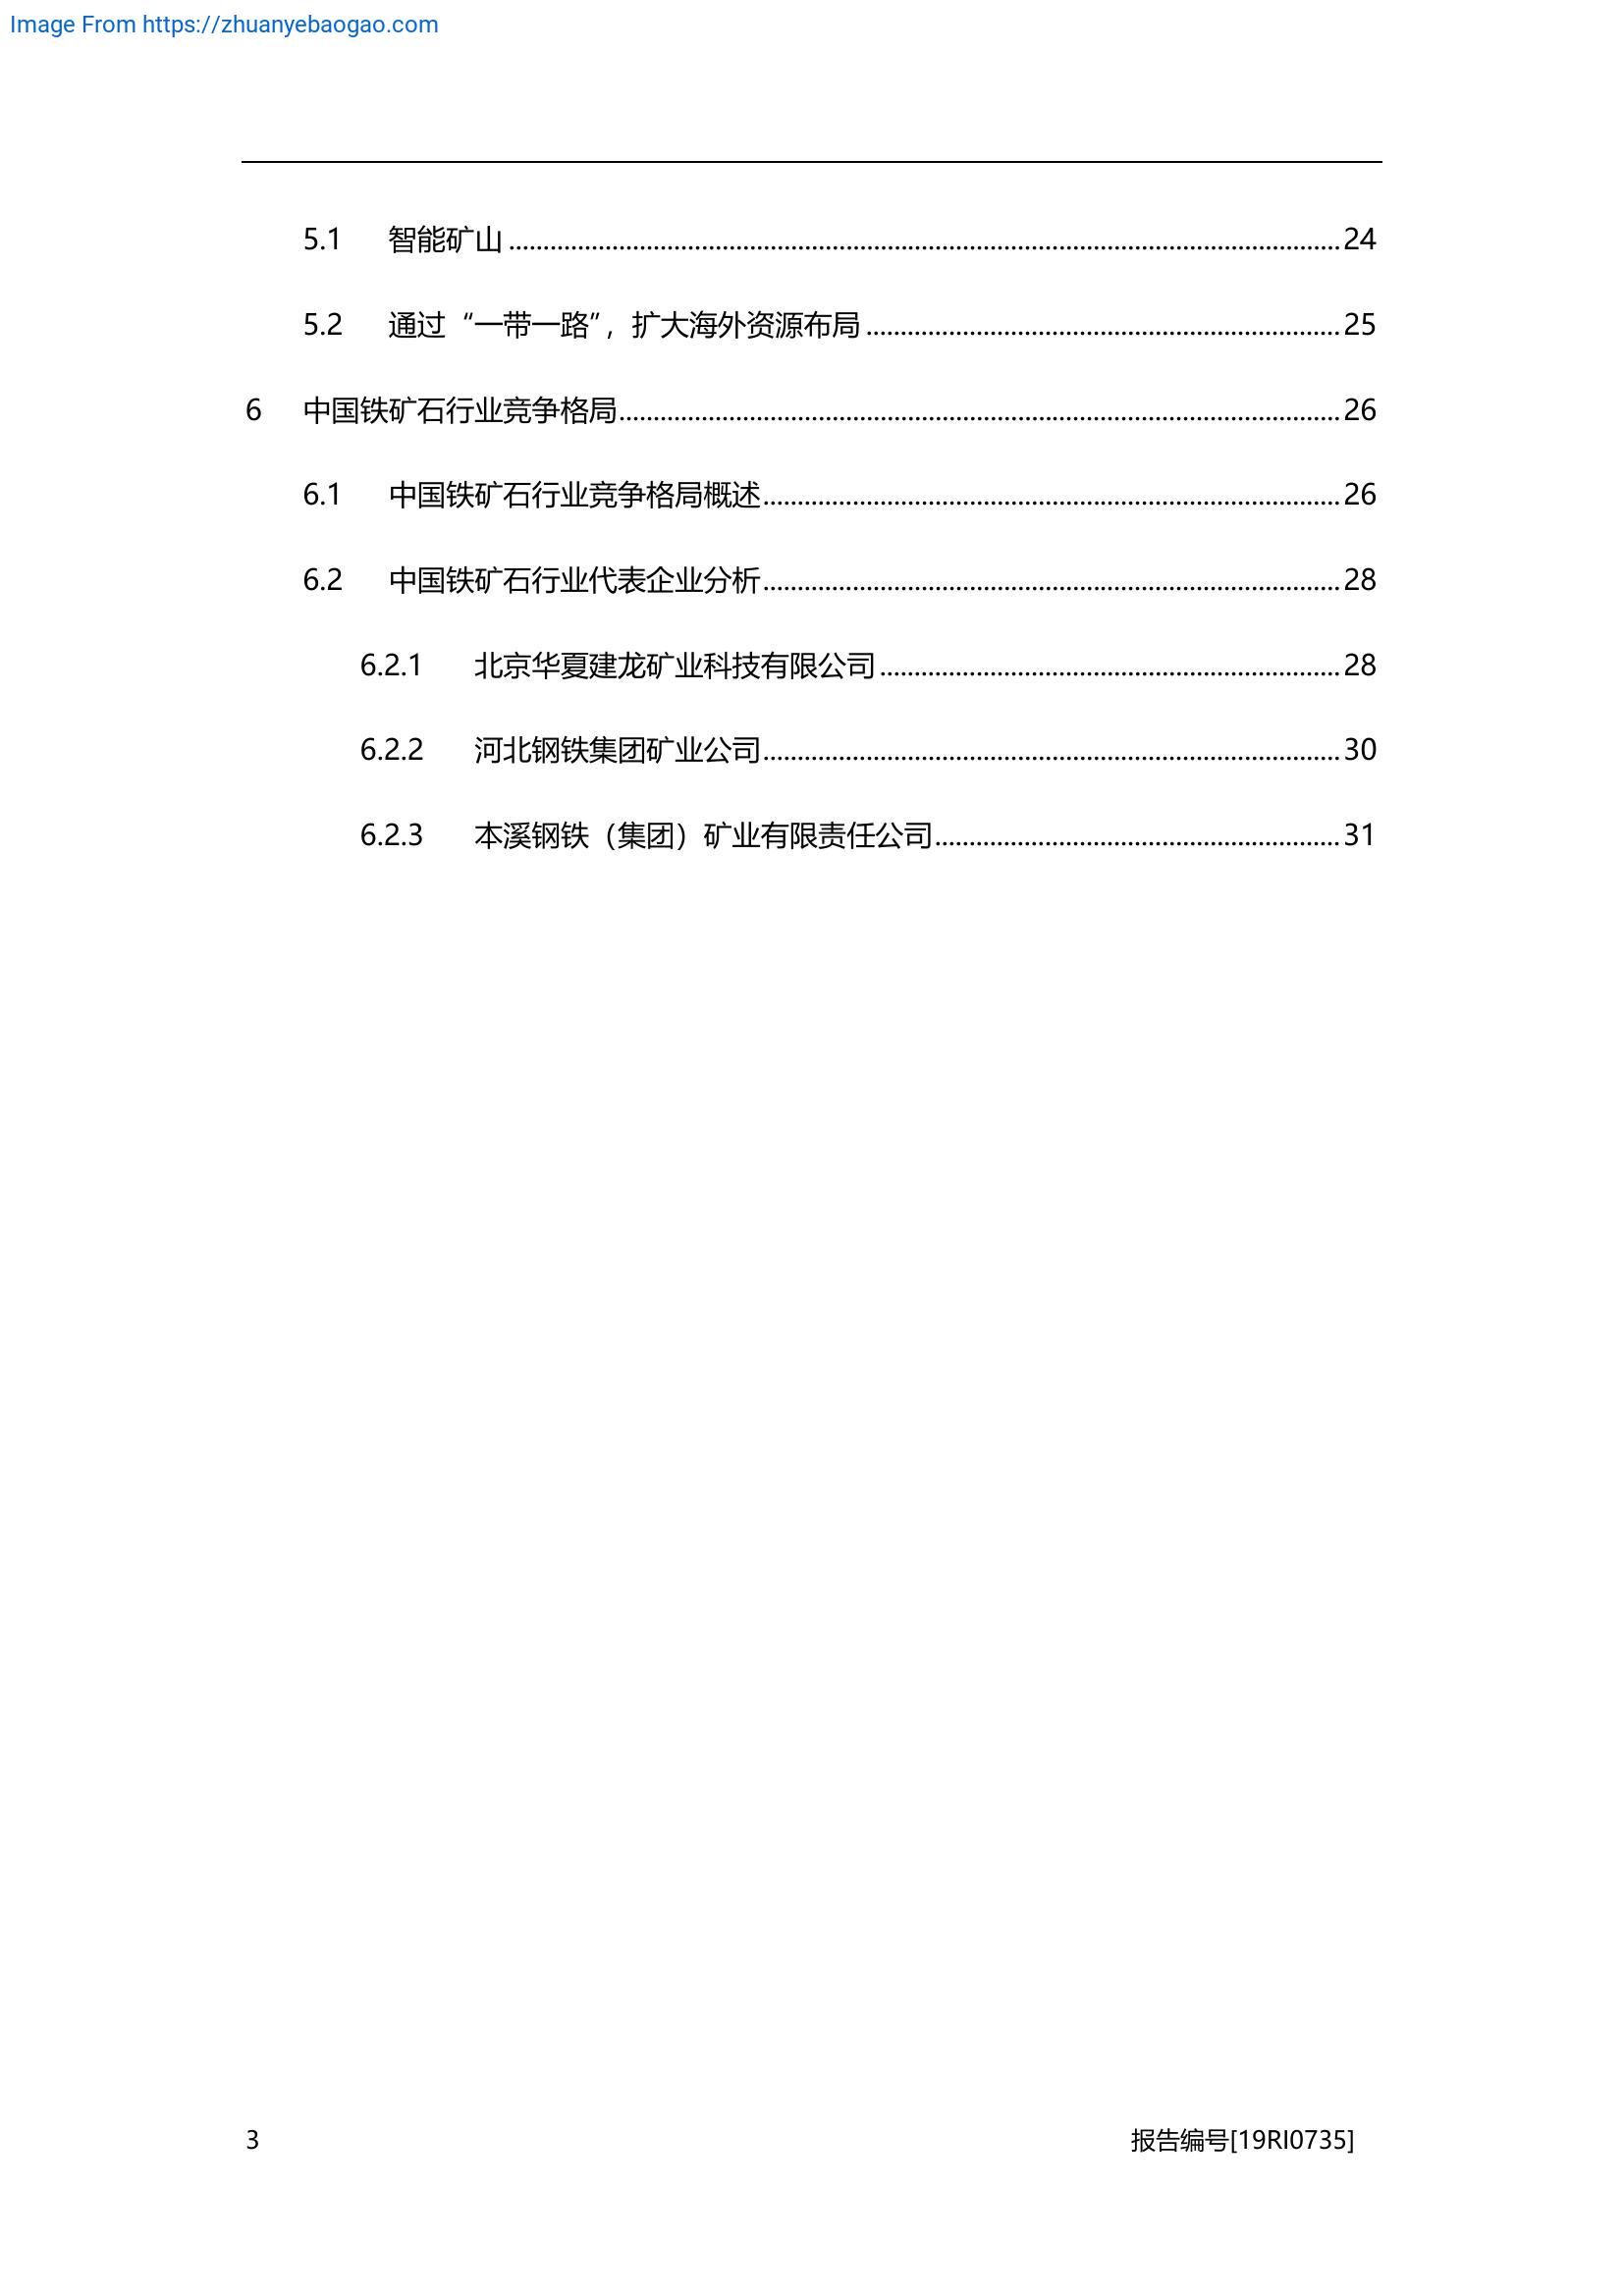 Image From https://zhuanyebaogao.com
5.1 智能矿山 ........................ 24
5.2 通过“一带一路”，扩大海外资源布局 ........................ 25
6 中国铁矿石行业竞争格局 ........................ 26
6.1 中国铁矿石行业竞争格局概述 ........................ 26
6.2 中国铁矿石行业代表企业分析 ........................ 28
6.2.1 北京华夏建龙矿业科技有限公司 ........................ 28
6.2.2 河北钢铁集团矿业公司 ........................ 30
6.2.3 本溪钢铁（集团）矿业有限责任公司 ........................ 31
3 报告编号[19RI0735]